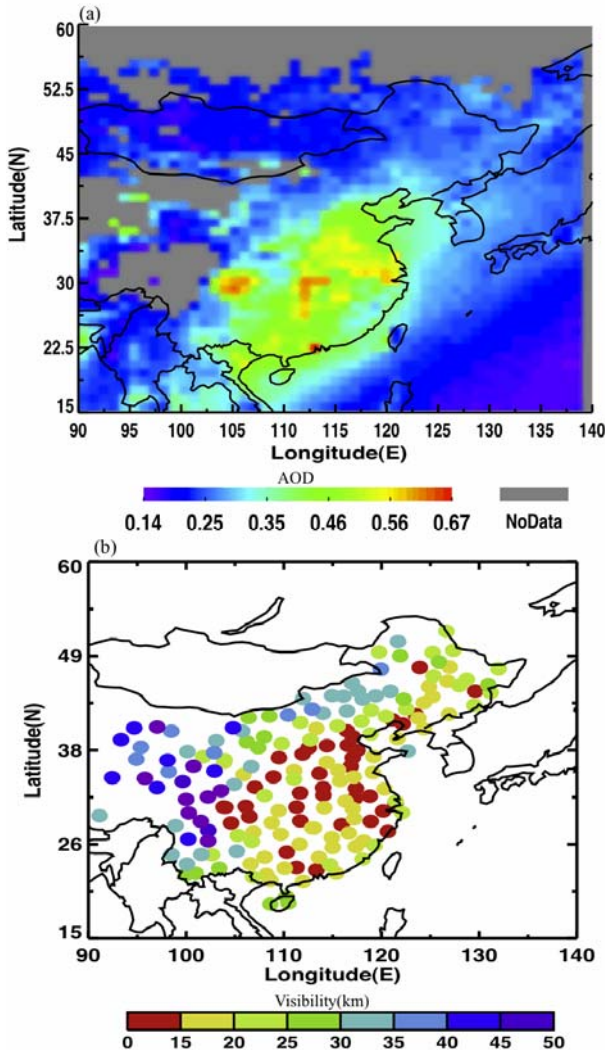 (a)
60
52.5
45
37.5
30
22.5
15
Latitude(N)
90 95 100 105 110 115 120 125 130 135 140
Longitude(E)
AOD
0.14 0.25 0.35 0.46 0.56 0.67 NoData
(b)
60
49
38
26
15
Latitude(N)
90 100 110 120 130 140
Longitude(E)
Visibility(km)
0 15 20 25 30 35 40 45 50